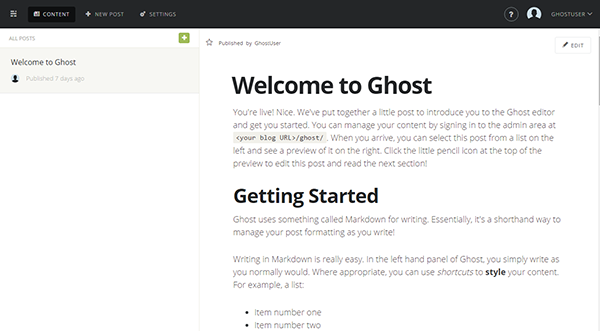 CONTENT + NEW POST SETTINGS ? GHOSTUSER
ALL POSTS +
Welcome to Ghost
Published 7 days ago
Published by GhostUser
EDIT
Welcome to Ghost
You're live! Nice. We've put together a little post to introduce you to the Ghost editor
and get you started. You can manage your content by signing in to the admin area at
<your blog URL>/ghost/ . When you arrive, you can select this post from a list on the
left and see a preview of it on the right. Click the little pencil icon at the top of the
preview to edit this post and read the next section!
Getting Started
Ghost uses something called Markdown for writing. Essentially, it's a shorthand way to
manage your post formatting as you write!
Writing in Markdown is really easy. In the left hand panel of Ghost, you simply write as
you normally would. Where appropriate, you can use shortcuts to style your content.
For example, a list:
• Item number one
• Item number two